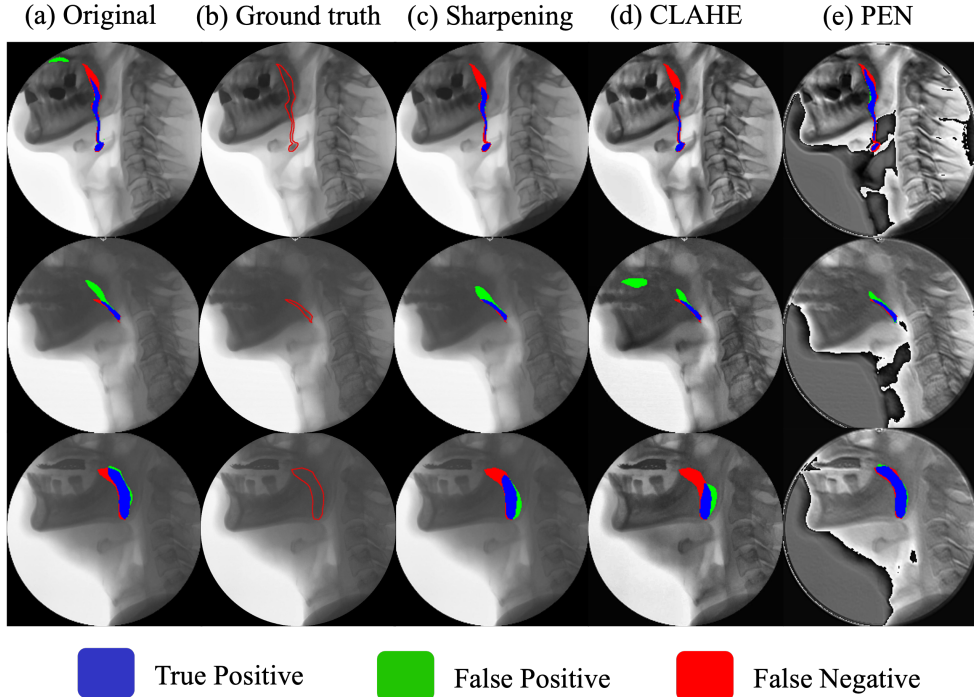 (a) Original (b) Ground truth (c) Sharpening (d) CLAHE (e) PEN
True Positive False Positive False Negative